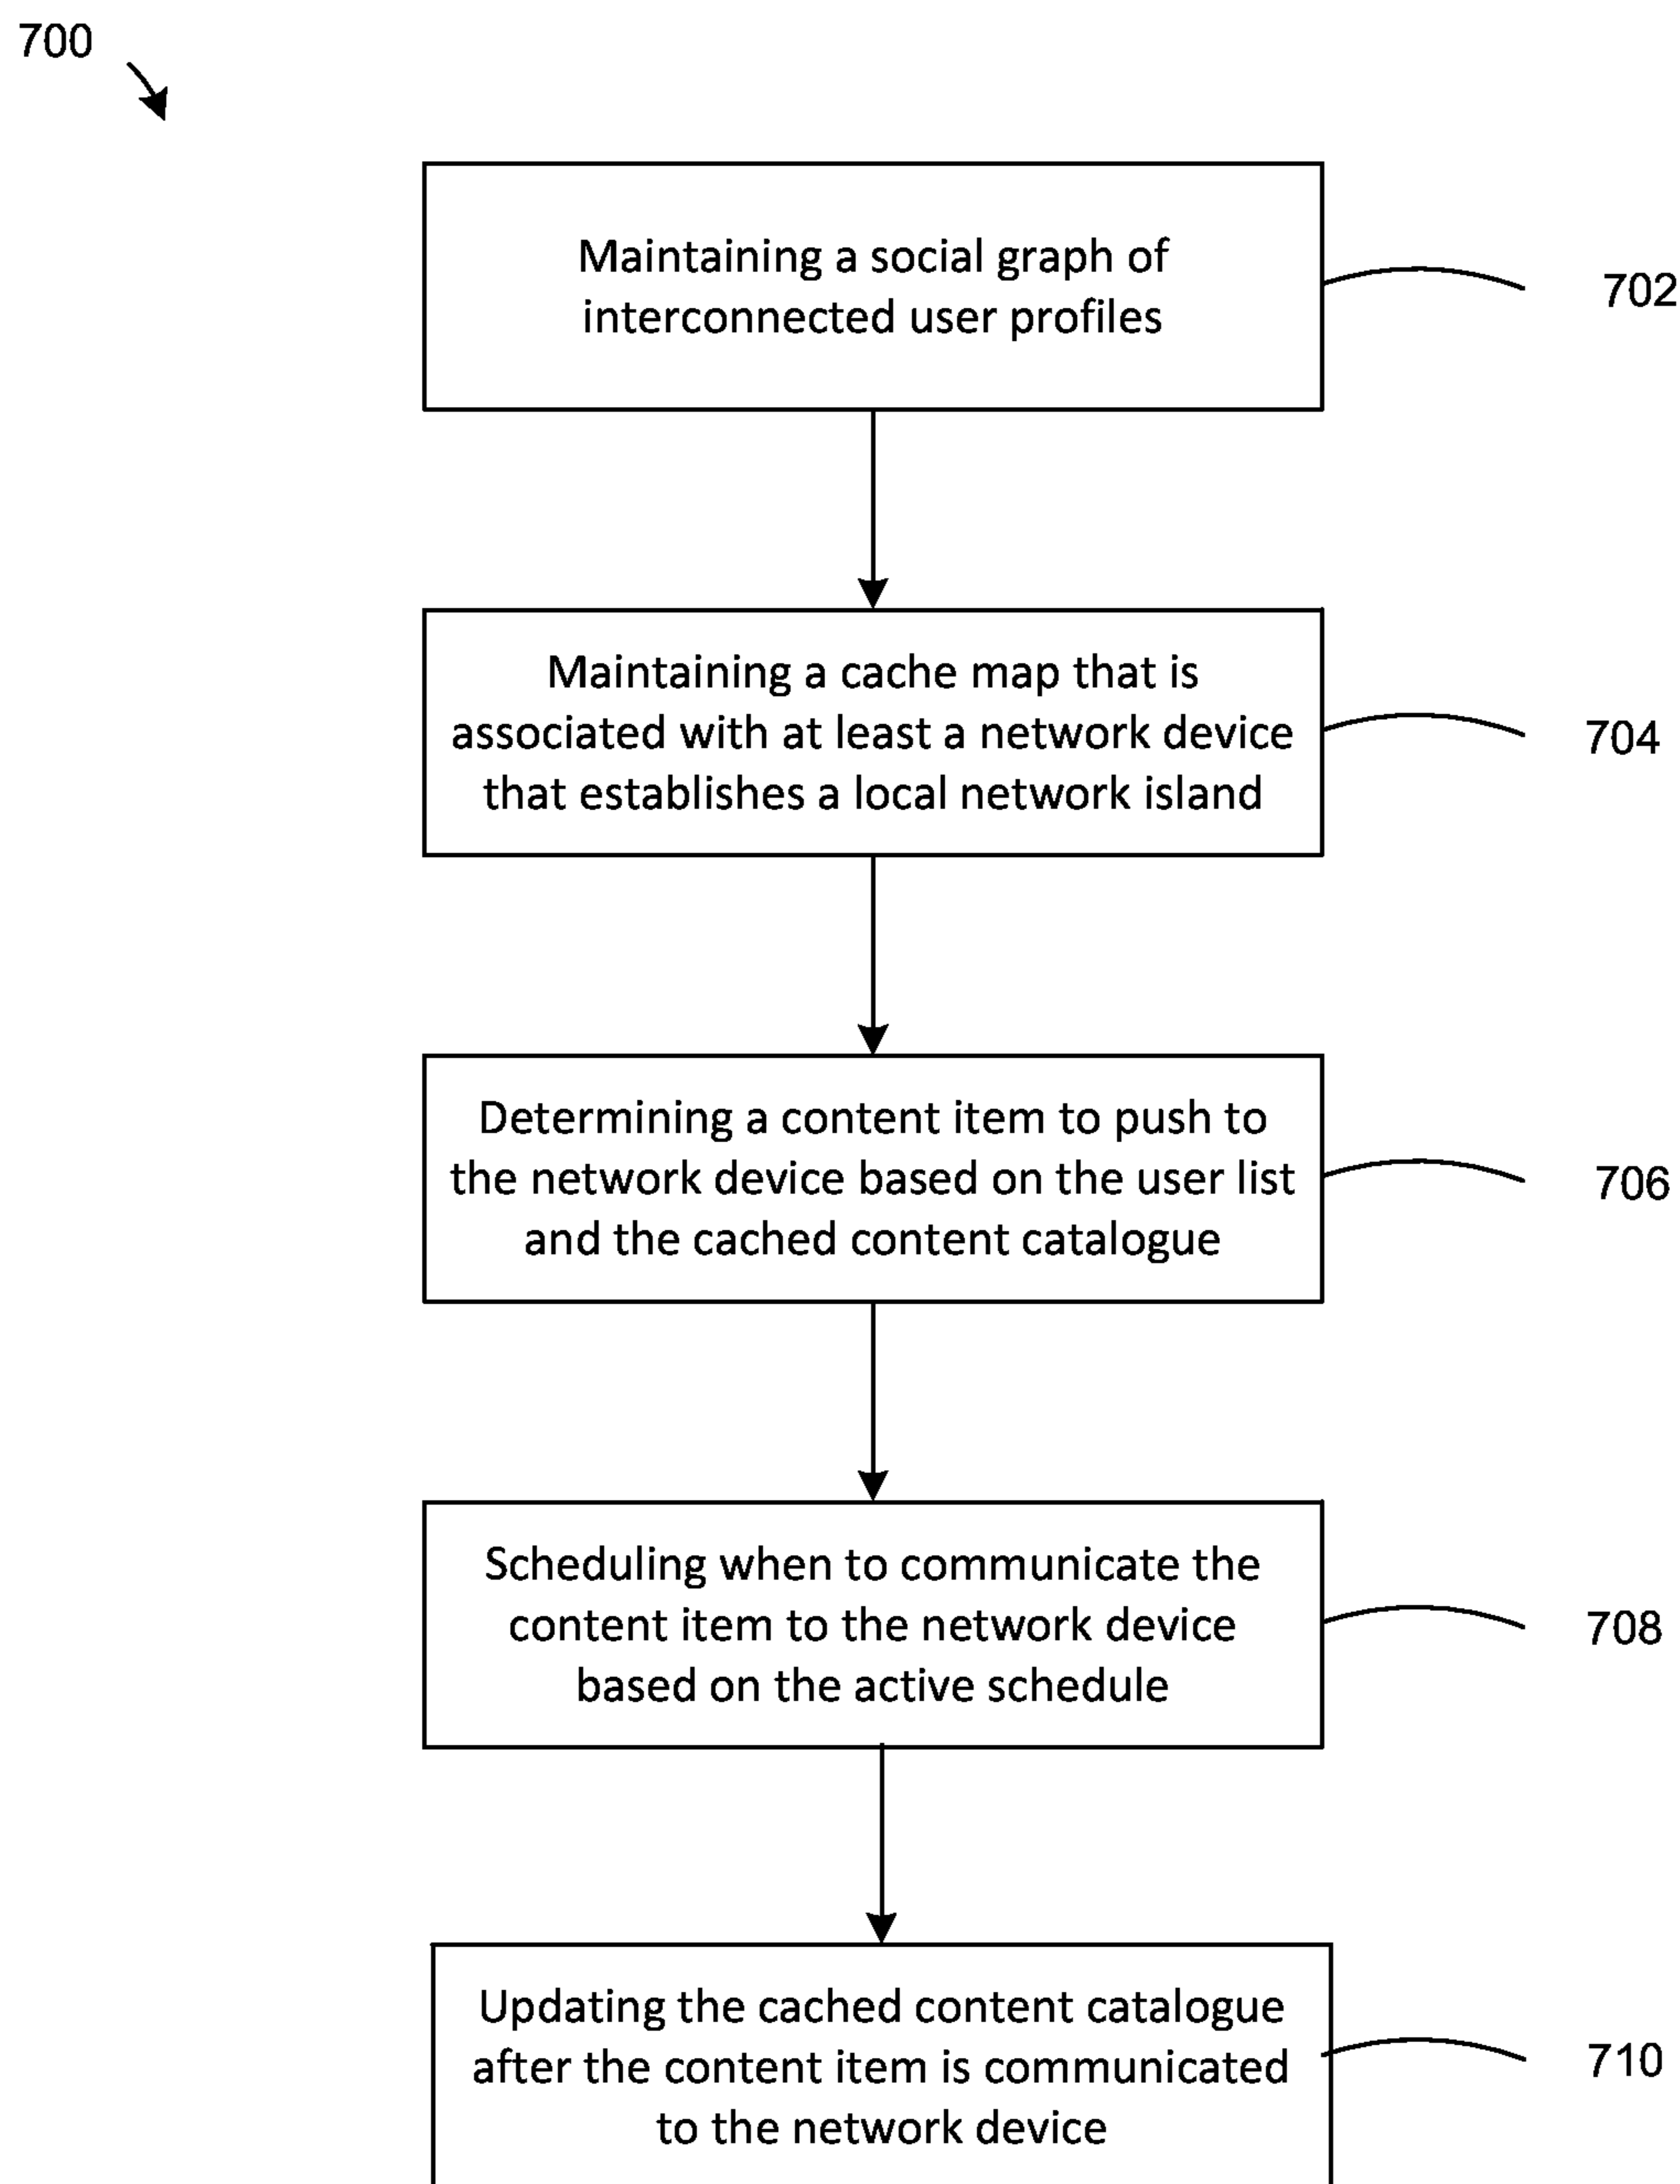 700
Maintaining a social graph of
interconnected user profiles
702
Maintaining a cache map that is
associated with at least a network device
that establishes a local network island
704
Determining a content item to push to
the network device based on the user list
and the cached content catalogue
706
Scheduling when to communicate the
content item to the network device
based on the active schedule
708
Updating the cached content catalogue
after the content item is communicated
to the network device
710